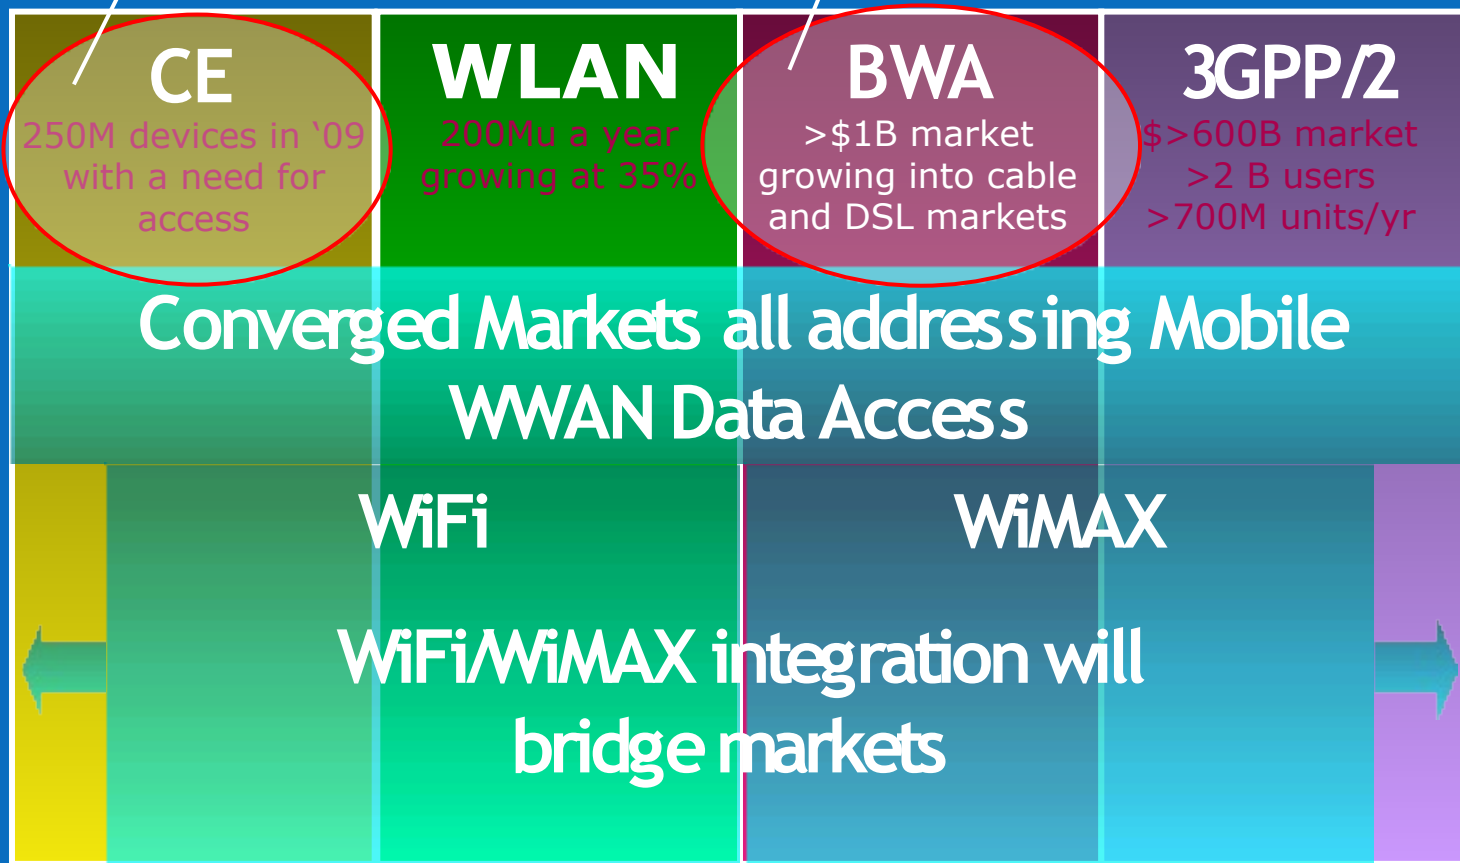 CE
250M devices in ‘09
with a need for
access
WLAN
200Mu a year
growing at 35%
BWA
>$1B market
growing into cable
and DSL markets
3GPP/2
$>600B market
>2 B users
>700M units/yr
Converged Markets all addressing Mobile
WWAN Data Access
WiFi
WiMAX
WiFi/WiMAX integration will
bridge markets